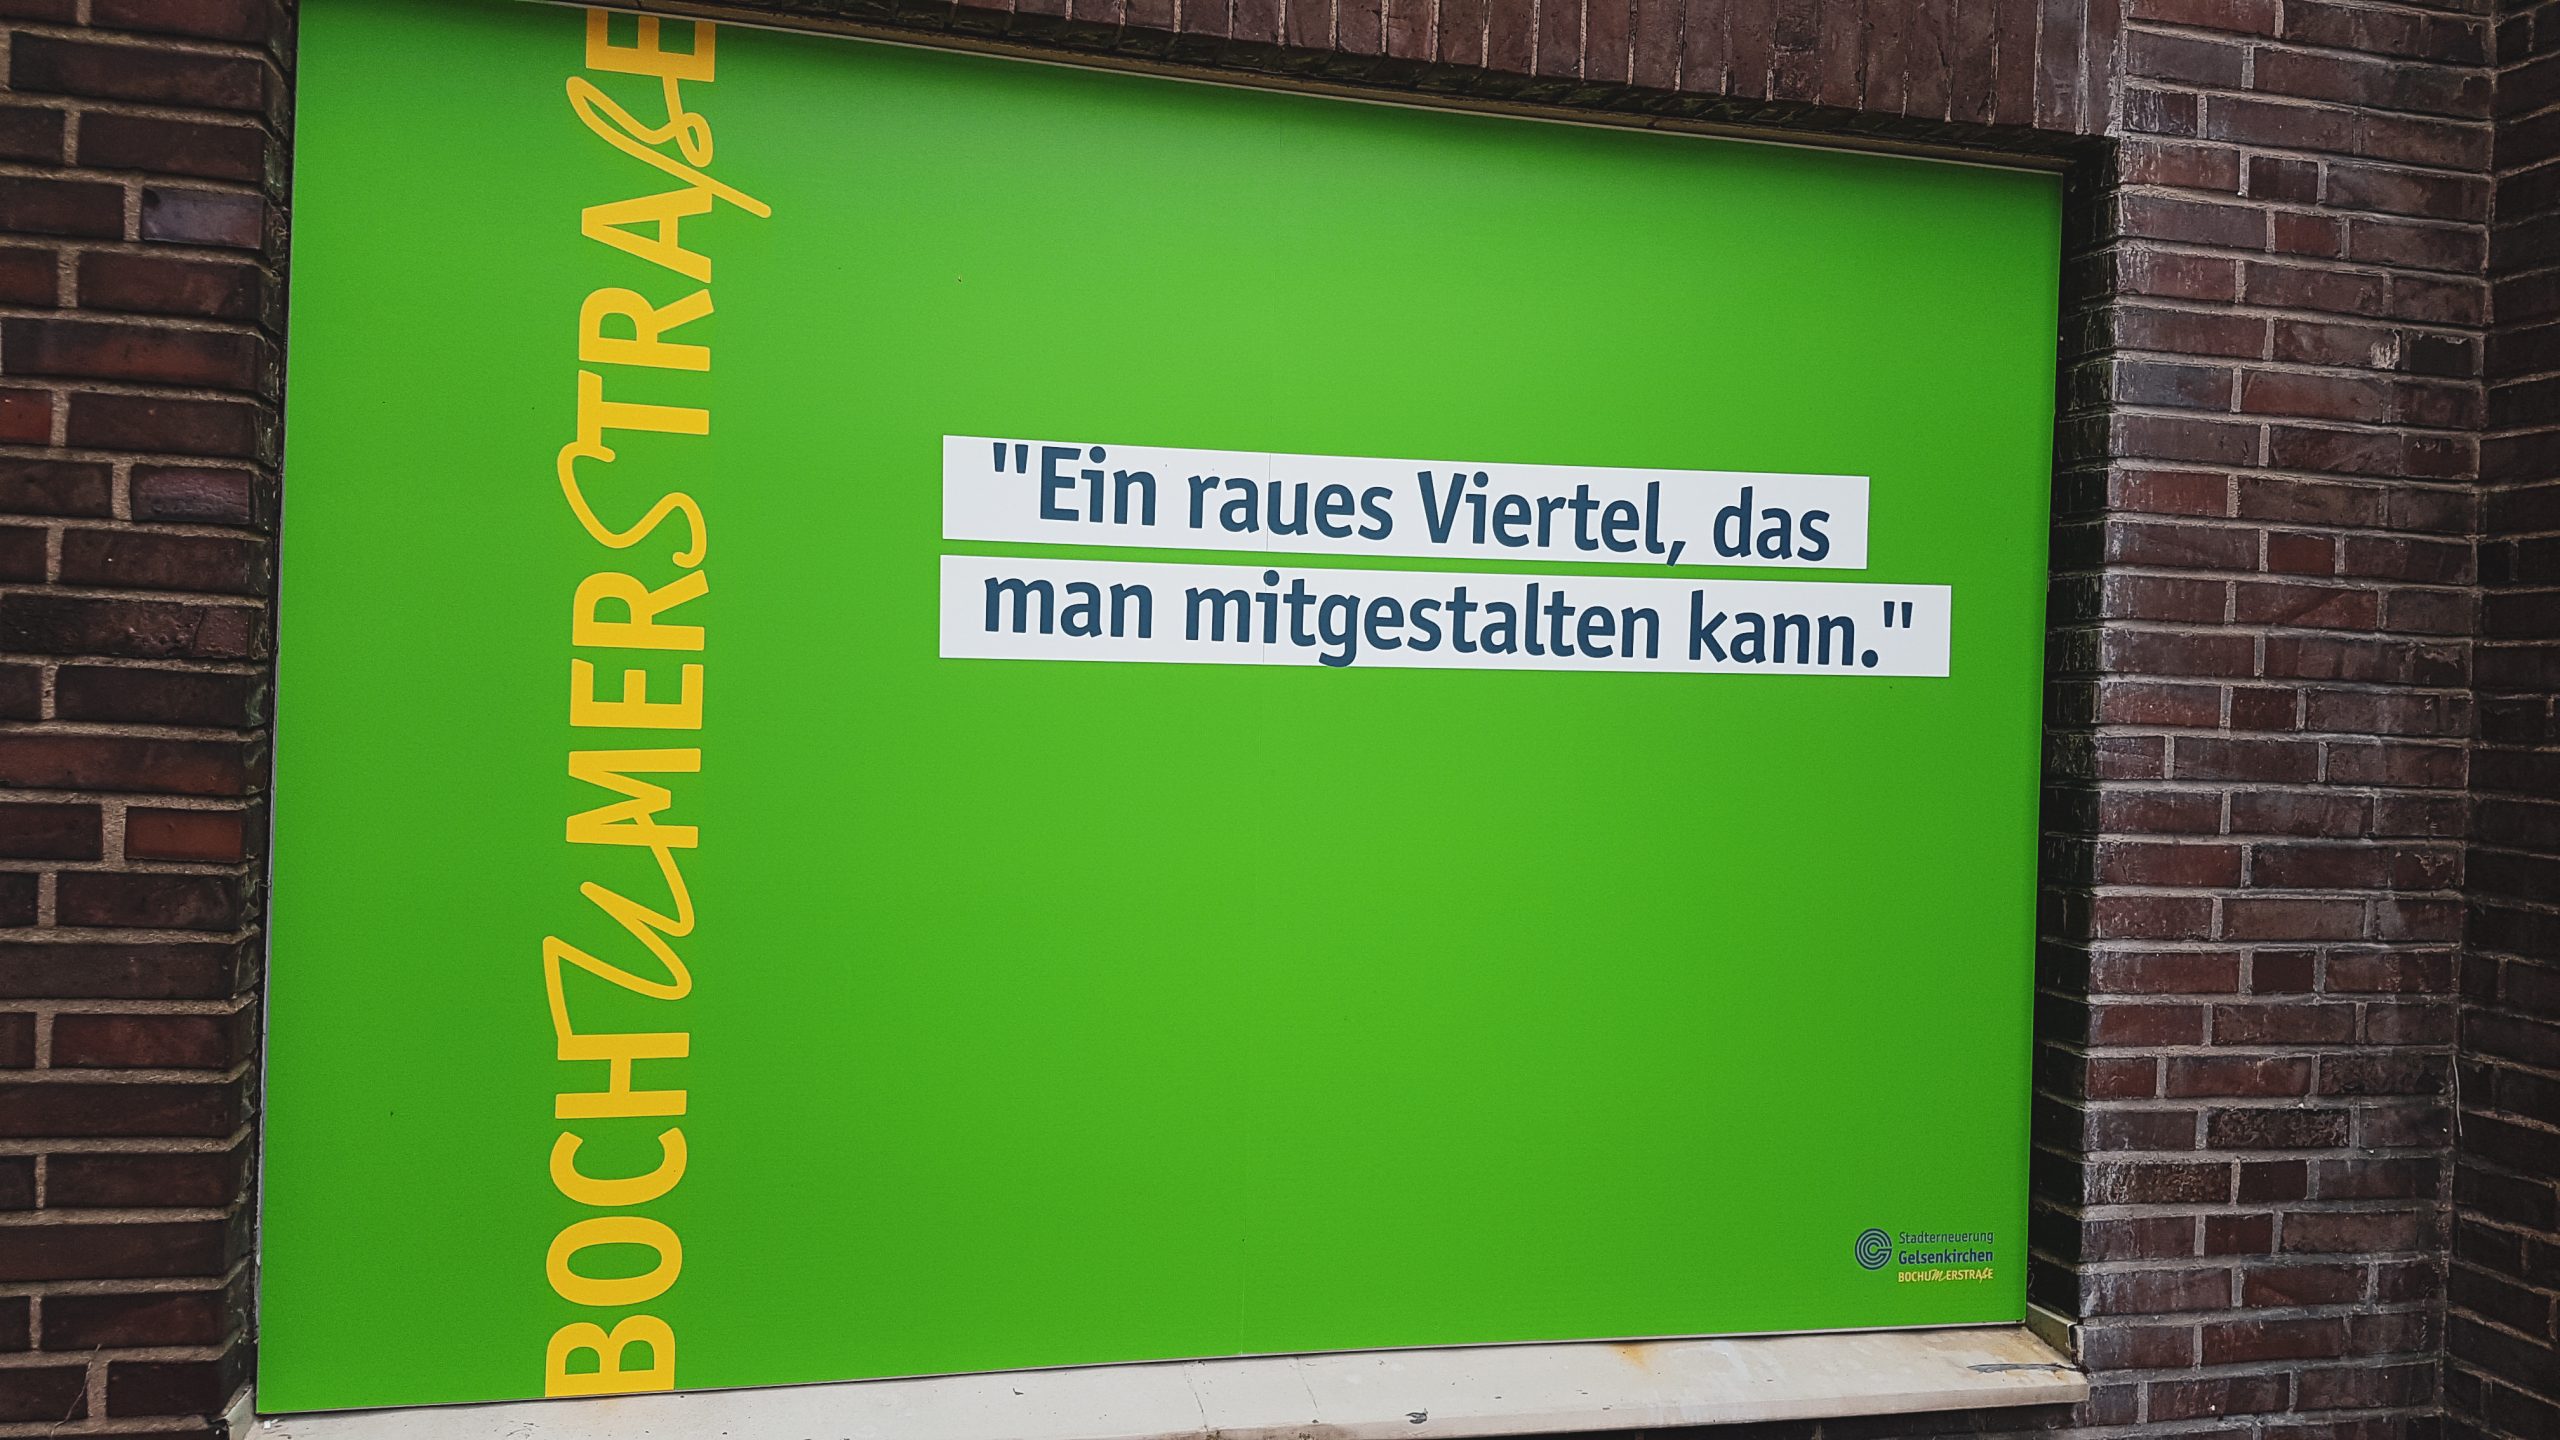 BOCHUMERSTRAßE
"Ein raues Viertel, das
man mitgestalten kann."
Stadterneuerung
Gelsenkirchen
BOCHUMERSTRAßE